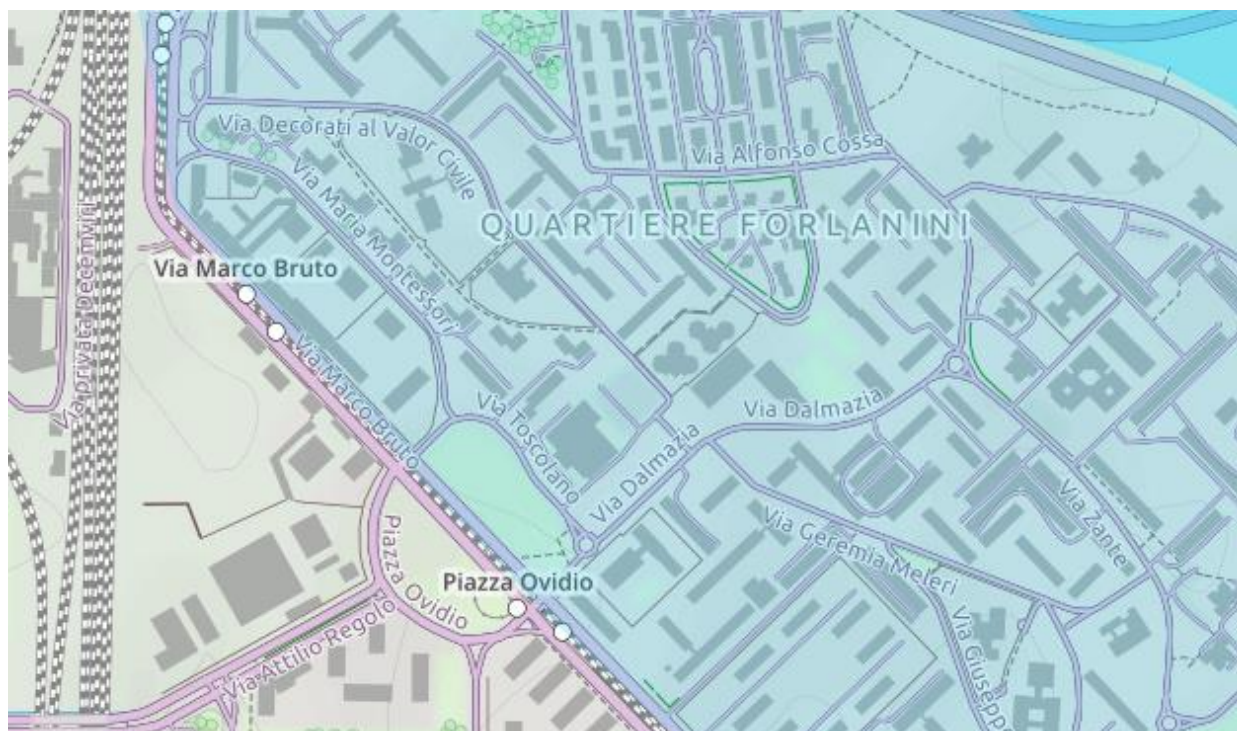 Via Decorati al Valor Civile
Via Alfonso Cossa
Via Maria Montessori
QUARTIERE FORLANINI
Via privata Decemviri
Via Marco Bruto
Via Marco Bruto
Via Toscolano
Via Dalmazia
Via Dalmazia
Via Zante
Via Geremia Meleri
Piazza Ovidio
Piazza Ovidio
Via Attilio Regolo
Via Giuseppe